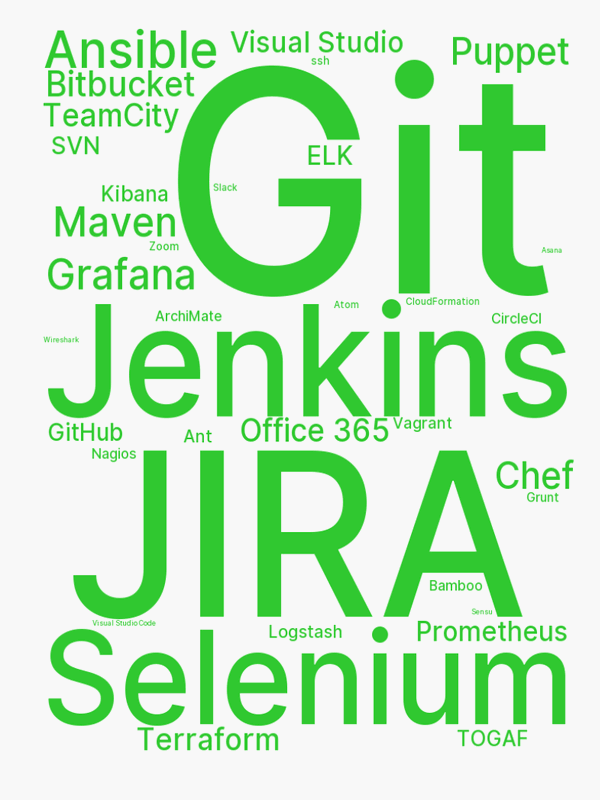 Ansible
Visual Studio
ssh
Puppet
Bitbucket
TeamCity
SVN
Git
ELK
Slack
Kibana
Maven
Zoom
Asana
Grafana
Jenkins
Atom
CloudFormation
ArchiMate
CircleCI
Wireshark
GitHub
Ant
Office 365
Vagrant
Nagios
JIRA
Chef
Grunt
Bamboo
Sensu
Visual Studio Code
Selenium
Logstash
Prometheus
Terraform
TOGAF